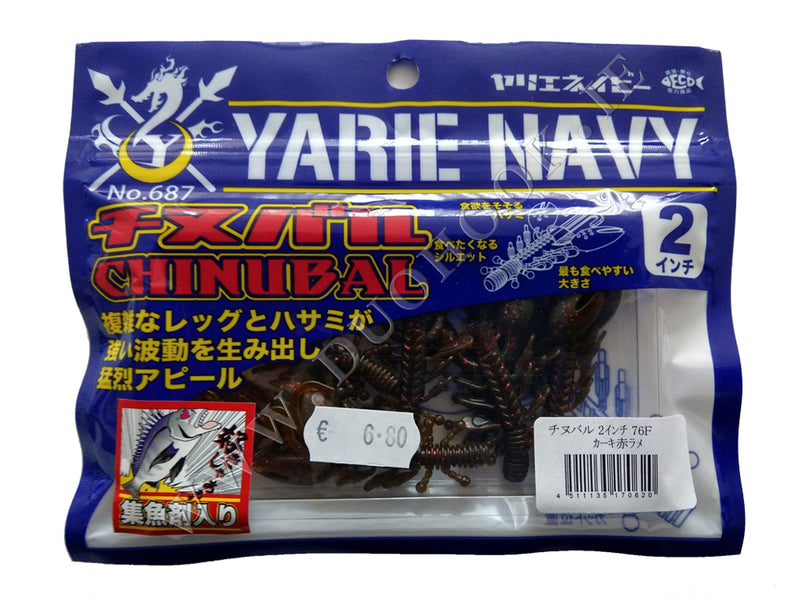 ヤリエネイビー
YARIE NAVY
No.687
チヌバル
CHINUBAL
食欲をそそる
ハサミ
食べたくなる
シルエット
最も食べやすい
大きさ
2
インチ
複雑なレッグとハサミが
強い波動を生み出し
猛烈アピール
集魚剤入り
€ 6.80
チヌバル 2インチ 76F
カーキ赤ラメ
4 511135 170620
WWW.DUOHOOK.IE